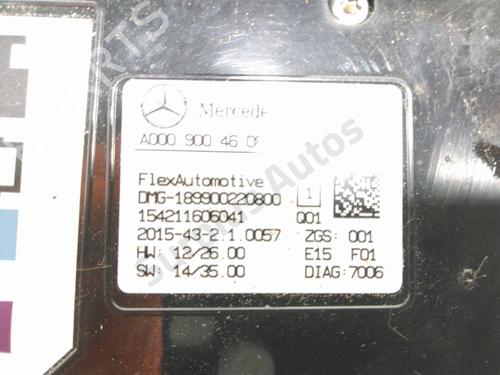 Mercede
A000 900 46 0
FlexAutomotive
DMG-189900220800
1
154211606041
Q01
2015-43-2.1.0057
ZGS: 001
HW: 12/26.00
E15 F01
SW: 14/35.00
DIAG:7006